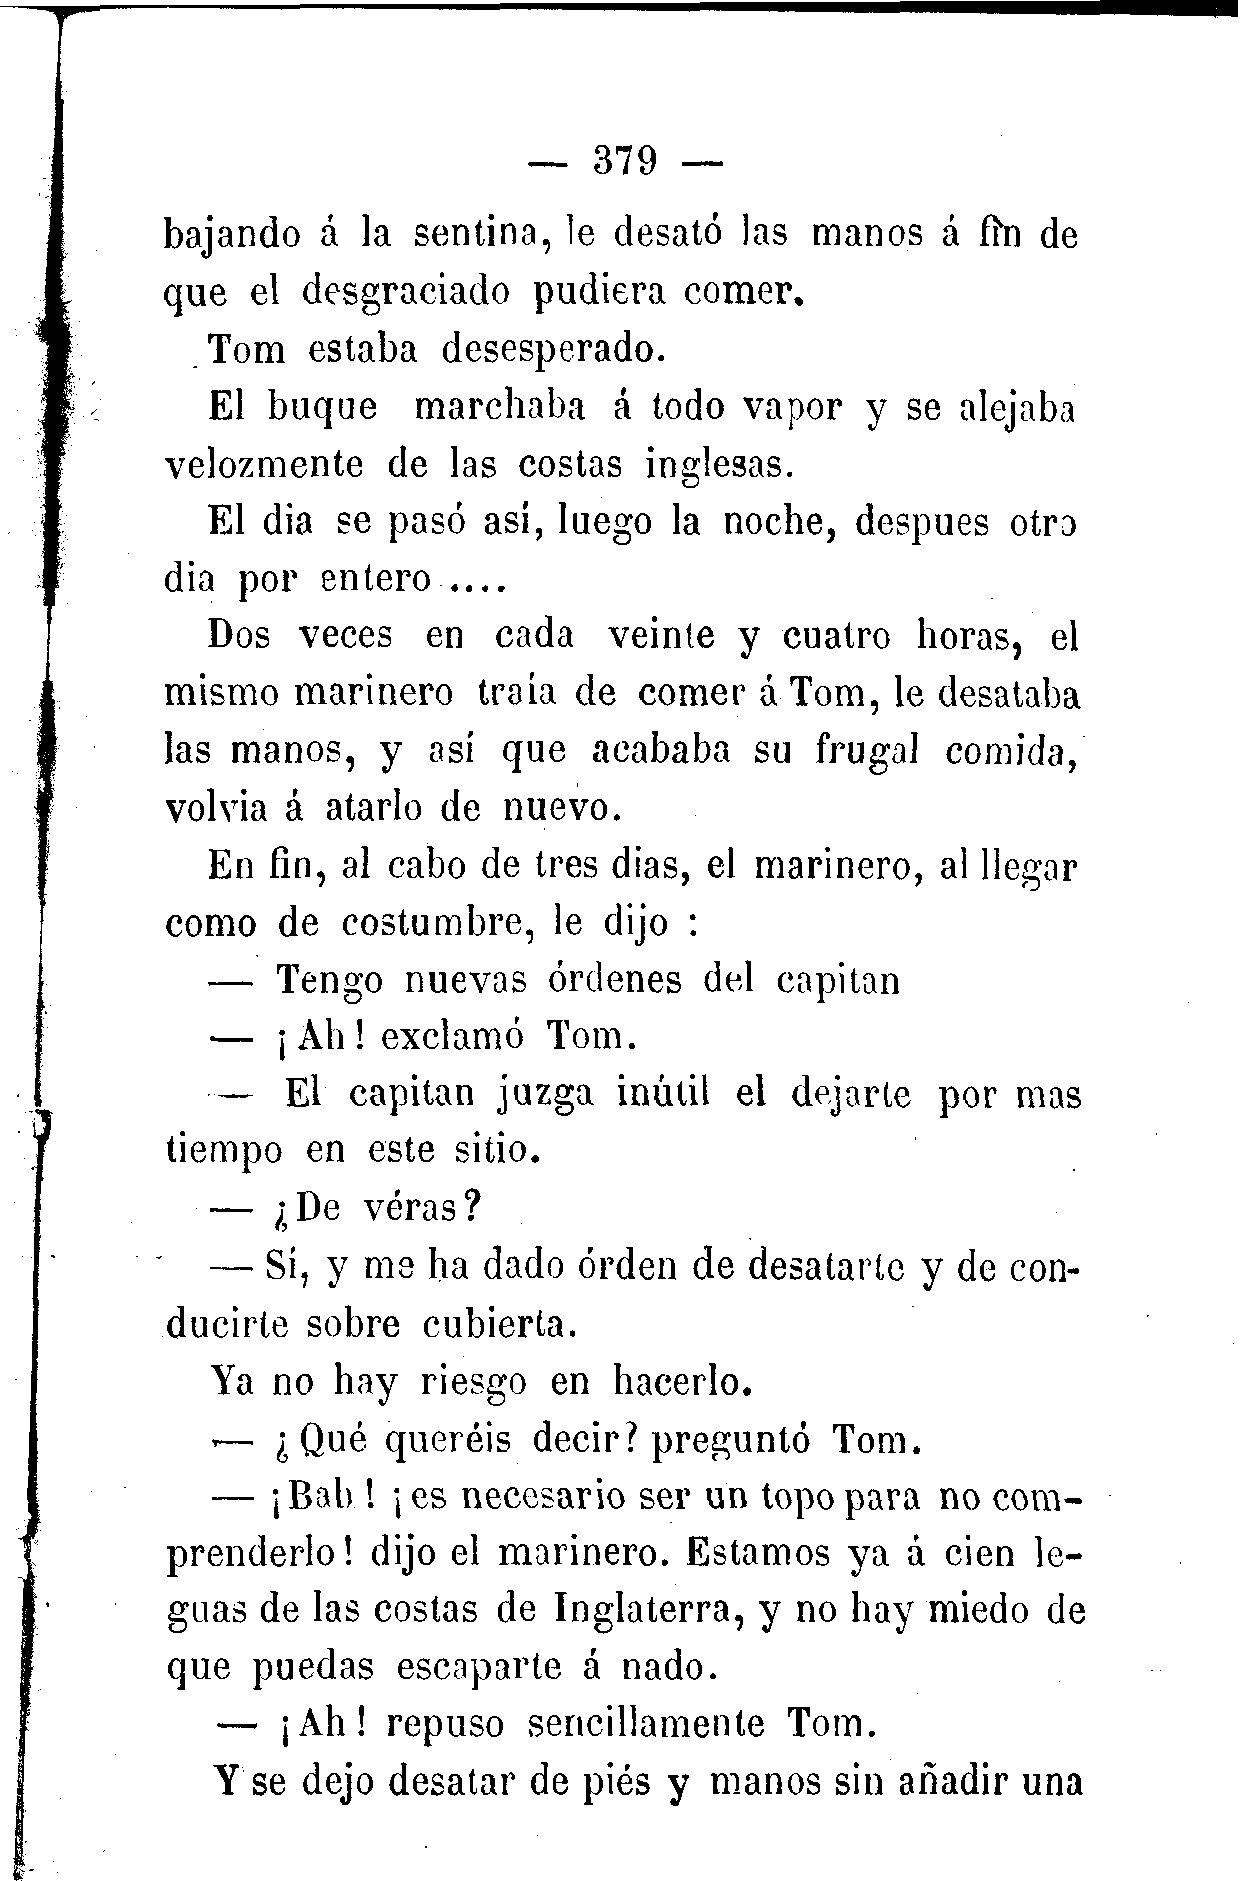 — 379 —
bajando á la sentina, le desató las manos á fin de
que el desgraciado pudiera comer.
Tom estaba desesperado.
El buque marchaba á todo vapor y se alejaba
velozmente de las costas inglesas.
El dia se pasó así, luego la noche, despues otro
dia por entero ....
Dos veces en cada veinte y cuatro horas, el
mismo marinero traía de comer á Tom, le desataba
las manos, y así que acababa su frugal comida,
volvia á atarlo de nuevo.
En fin, al cabo de tres dias, el marinero, al llegar
como de costumbre, le dijo :
— Tengo nuevas órdenes del capitan
— ¡Ah! exclamó Tom.
— El capitan juzga inútil el dejarte por mas
tiempo en este sitio.
— ¿De véras?
— Sí, y me ha dado órden de desatarte y de con-
ducirte sobre cubierta.
Ya no hay riesgo en hacerlo.
— ¿Qué queréis decir? preguntó Tom.
— ¡Bah! ¡es necesario ser un topo para no com-
prenderlo! dijo el marinero. Estamos ya á cien le-
guas de las costas de Inglaterra, y no hay miedo de
que puedas escaparte á nado.
— ¡Ah! repuso sencillamente Tom.
Y se dejo desatar de piés y manos sin añadir una